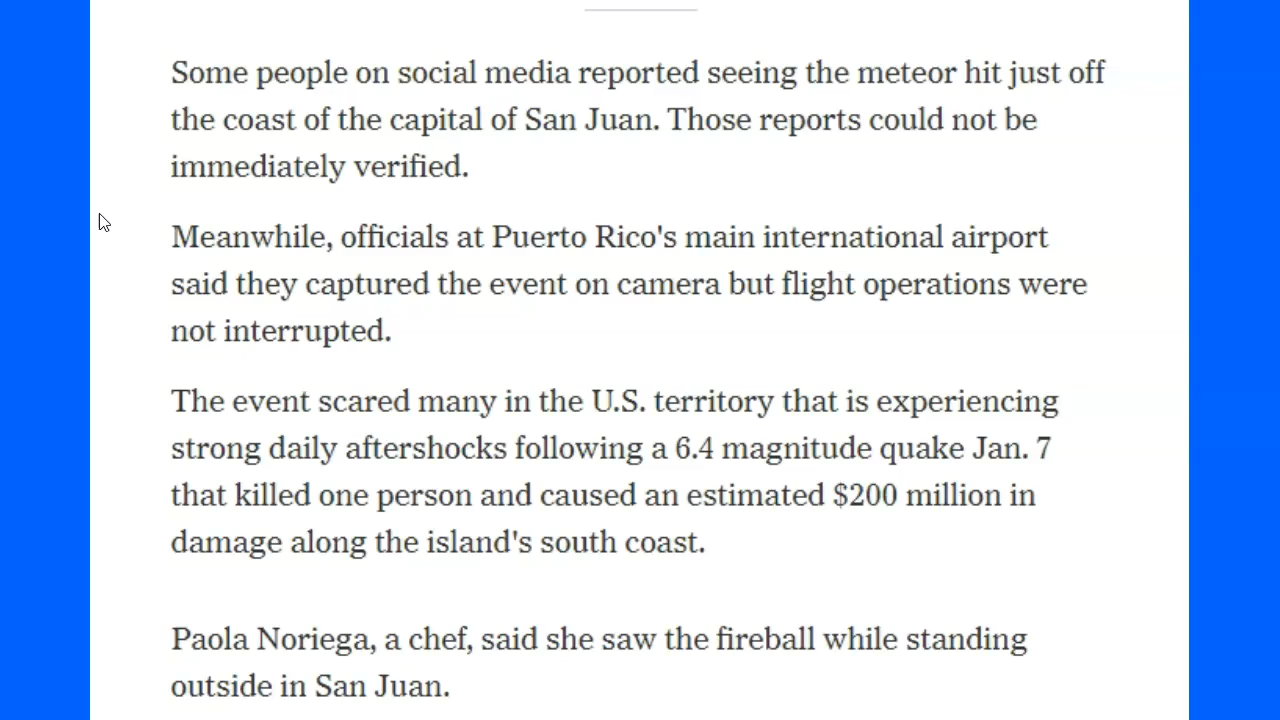 Some people on social media reported seeing the meteor hit just off
the coast of the capital of San Juan. Those reports could not be
immediately verified.
Meanwhile, officials at Puerto Rico's main international airport
said they captured the event on camera but flight operations were
not interrupted.
The event scared many in the U.S. territory that is experiencing
strong daily aftershocks following a 6.4 magnitude quake Jan. 7
that killed one person and caused an estimated $200 million in
damage along the island's south coast.
Paola Noriega, a chef, said she saw the fireball while standing
outside in San Juan.